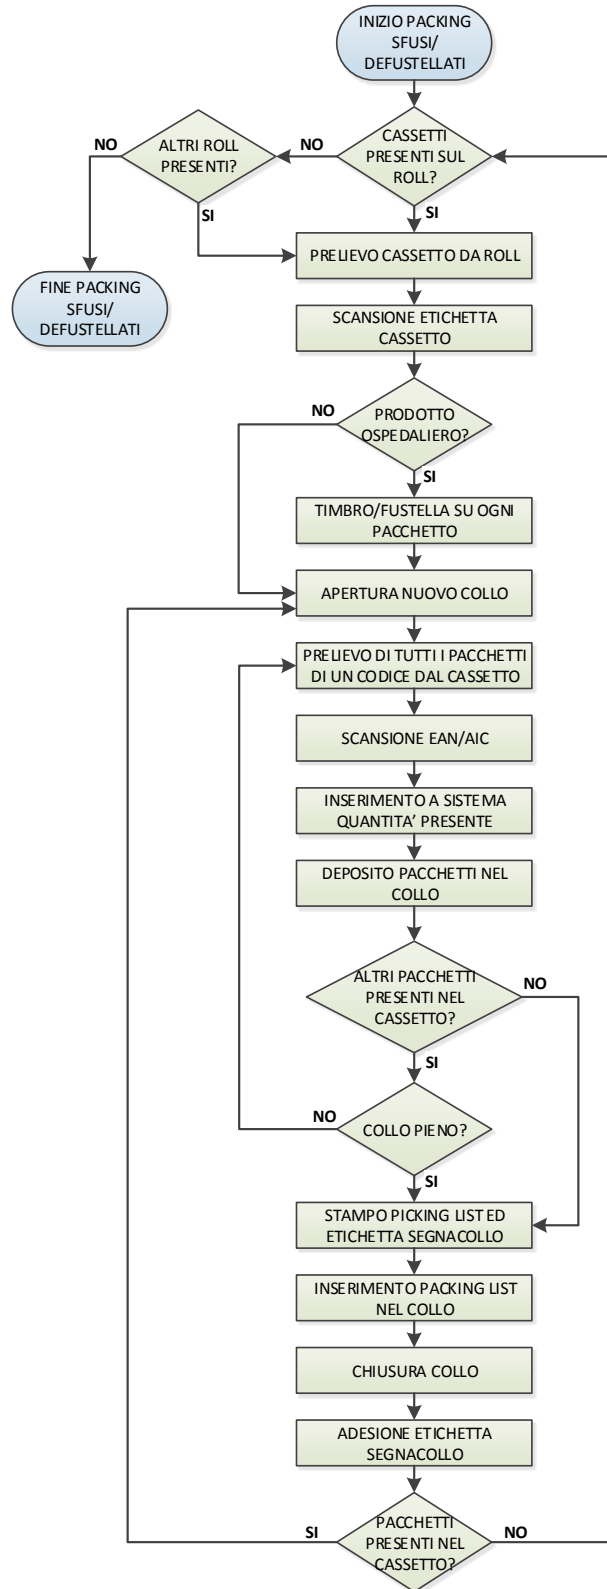 INIZIO PACKING
SFUSI/
DEFUSTELLATI
CASSETTI
PRESENTI SUL
ROLL?
NO
ALTRI ROLL
PRESENTI?
NO
SI
SI
PRELIEVO CASSETTO DA ROLL
FINE PACKING
SFUSI/
DEFUSTELLATI
SCANSIONE ETICHETTA
CASSETTO
PRODOTTO
OSPEDALIERO?
NO
SI
TIMBRO/FUSTELLA SU OGNI
PACCHETTO
APERTURA NUOVO COLLO
PRELIEVO DI TUTTI I PACCHETTI
DI UN CODICE DAL CASSETTO
SCANSIONE EAN/AIC
INSERIMENTO A SISTEMA
QUANTITA' PRESENTE
DEPOSITO PACCHETTI NEL
COLLO
ALTRI PACCHETTI
PRESENTI NEL
CASSETTO?
NO
SI
COLLO PIENO?
NO
SI
STAMPO PICKING LIST ED
ETICHETTA SEGNACOLLO
INSERIMENTO PACKING LIST
NEL COLLO
CHIUSURA COLLO
ADESIONE ETICHETTA
SEGNACOLLO
PACCHETTI
PRESENTI NEL
CASSETTO?
SI
NO